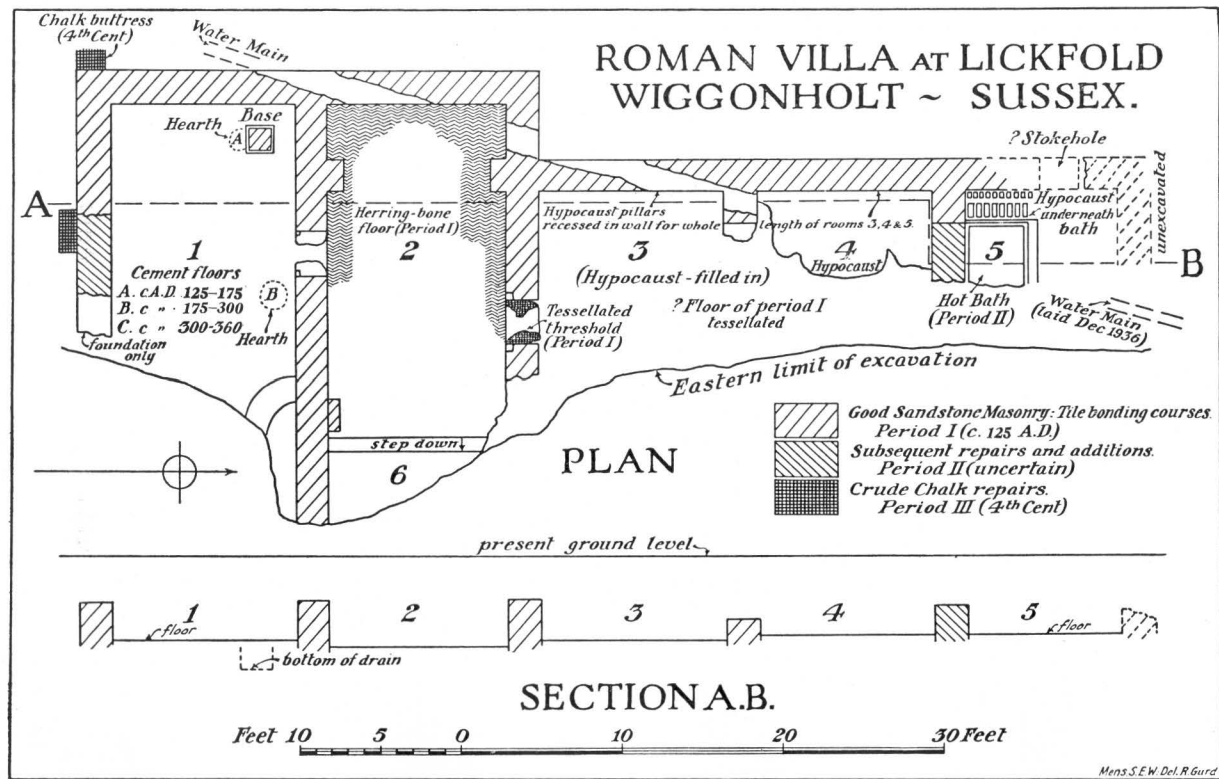 Chalk buttress
(4th Cent)
Water Main
ROMAN VILLA AT LICKFOLD
WIGGONHOLT ~ SUSSEX.
Base
Hearth
A
? Stokehole
Hypocaust
underneath
bath
unexcavated
A
Herring-bone
floor (Period I)
Hypocaust pillars
recessed in wall for whole
length of rooms 3, 4 & 5.
1
2
3
4
5
B
Cement floors
A. c A.D. 125-175
B. c " 175-300
C. c " 300-360
B
Hearth
foundation
only
(Hypocaust - filled in)
Hypocaust
? Floor of period I
tessellated
Tessellated
threshold
(Period I)
Hot Bath
(Period II)
Water Main
(laid Dec 1936)
Eastern limit of excavation
step down
6
PLAN
Good Sandstone Masonry: Tile bonding courses.
Period I (c. 125 A.D.)
Subsequent repairs and additions.
Period II (uncertain)
Crude Chalk repairs.
Period III (4th Cent)
present ground level
1
2
3
4
5
floor
floor
bottom of drain
SECTION A.B.
Feet 10 5 0 10 20 30 Feet
Mens S.E.W. Del. R. Gurd